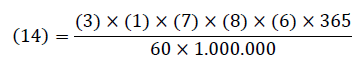 (14) = (3) × (1) × (7) × (8) × (6) × 365
60 × 1.000.000